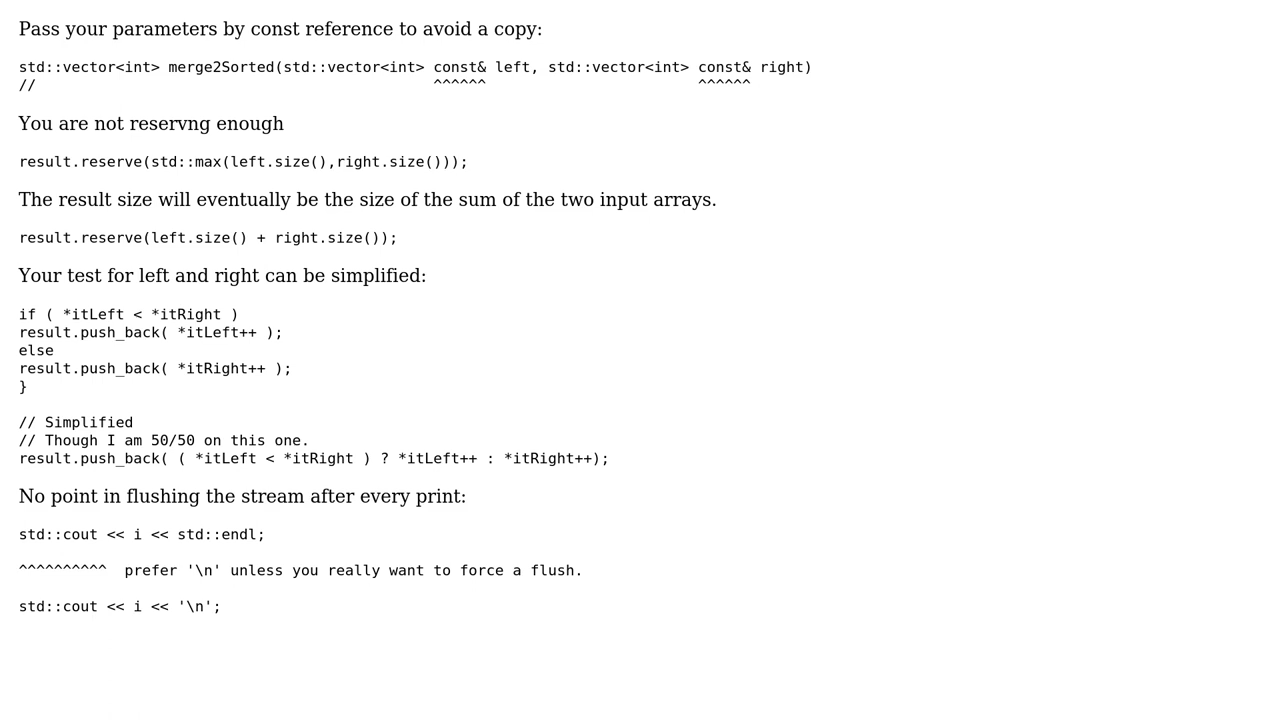 Pass your parameters by const reference to avoid a copy:
std::vector<int> merge2Sorted(std::vector<int> const& left, std::vector<int> const& right)
//                                             ^^^^^^                        ^^^^^^
You are not reservng enough
result.reserve(std::max(left.size(),right.size()));
The result size will eventually be the size of the sum of the two input arrays.
result.reserve(left.size() + right.size());
Your test for left and right can be simplified:
if ( *itLeft < *itRight )
result.push_back( *itLeft++ );
else
result.push_back( *itRight++ );
}
// Simplified
// Though I am 50/50 on this one.
result.push_back( ( *itLeft < *itRight ) ? *itLeft++ : *itRight++);
No point in flushing the stream after every print:
std::cout << i << std::endl;
^^^^^^^^^^  prefer '\n' unless you really want to force a flush.
std::cout << i << '\n';